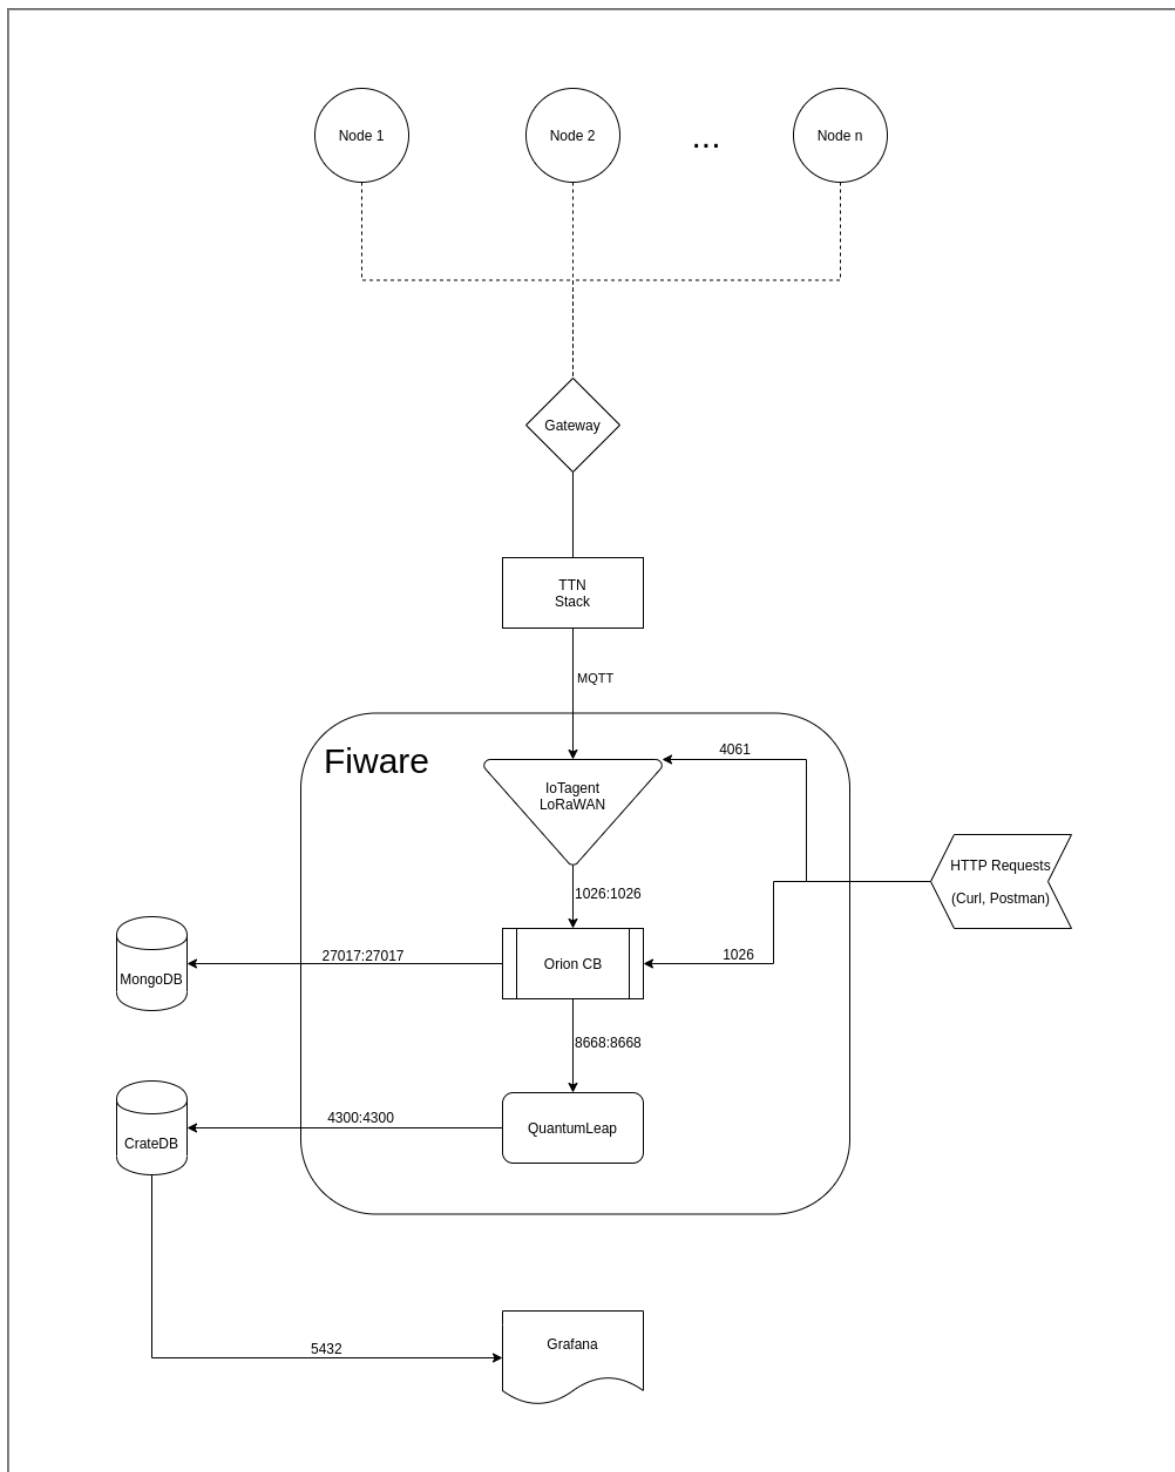 Node 1
Node 2
...
Node n
Gateway
TTN
Stack
MQTT
Fiware
4061
IoTagent
LoRaWAN
HTTP Requests
(Curl, Postman)
1026:1026
27017:27017
1026
Orion CB
MongoDB
8668:8668
4300:4300
QuantumLeap
CrateDB
5432
Grafana